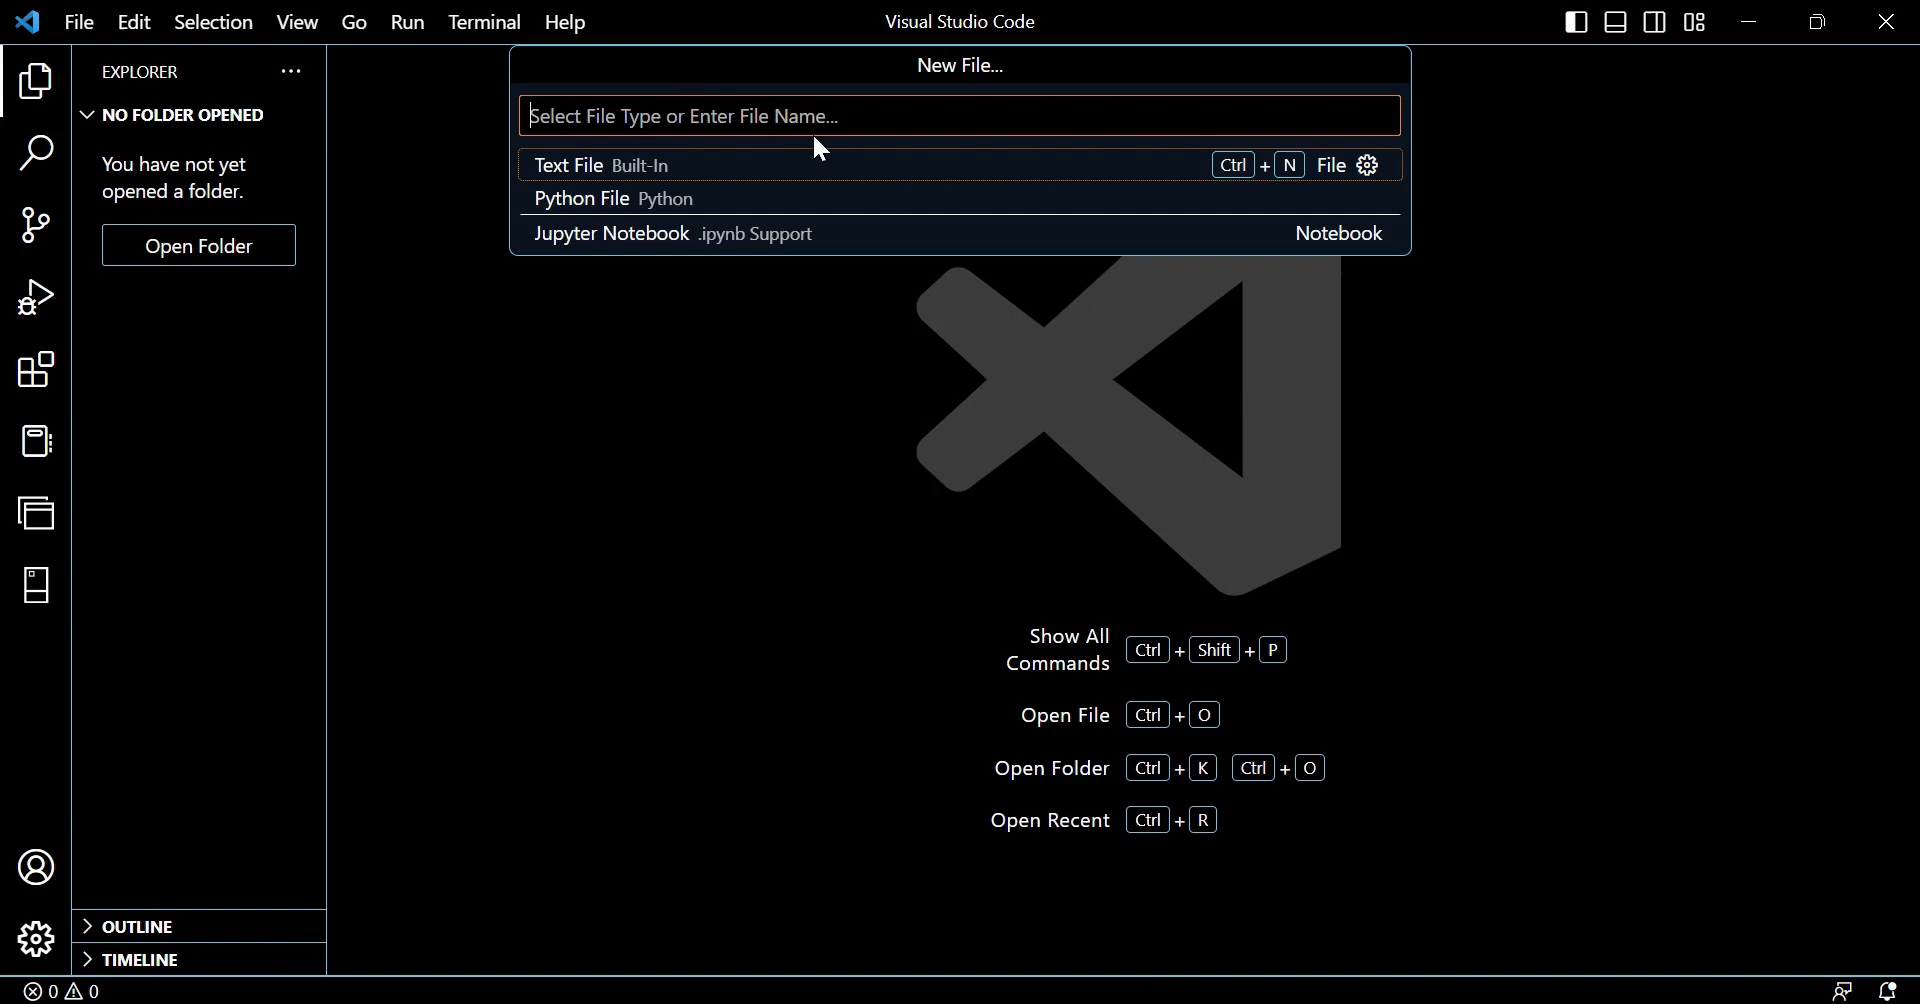 File Edit Selection View Go Run Terminal Help
Visual Studio Code
EXPLORER
NO FOLDER OPENED
You have not yet
opened a folder.
Open Folder
New File...
Select File Type or Enter File Name...
Text File Built-In Ctrl + N File
Python File Python
Jupyter Notebook .ipynb Support Notebook
Show All
Commands Ctrl + Shift + P
Open File Ctrl + O
Open Folder Ctrl + K Ctrl + O
Open Recent Ctrl + R
OUTLINE
TIMELINE
0 0